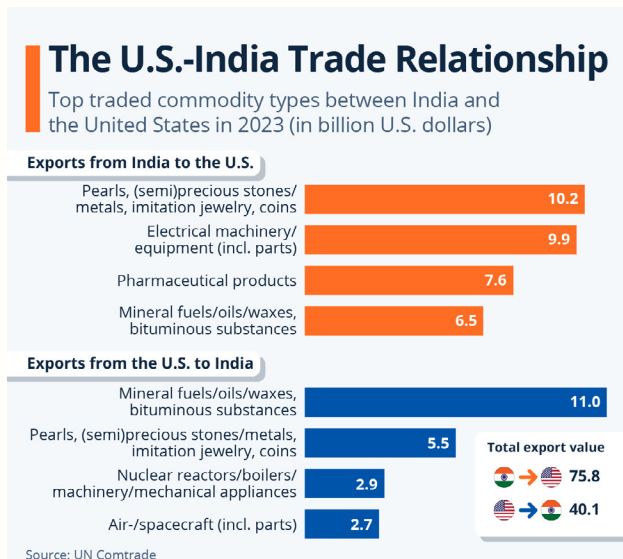 The U.S.-India Trade Relationship
Top traded commodity types between India and
the United States in 2023 (in billion U.S. dollars)
Exports from India to the U.S.
Pearls, (semi)precious stones/
metals, imitation jewelry, coins
10.2
Electrical machinery/
equipment (incl. parts)
9.9
Pharmaceutical products
7.6
Mineral fuels/oils/waxes,
bituminous substances
6.5
Exports from the U.S. to India
Mineral fuels/oils/waxes,
bituminous substances
11.0
Pearls, (semi)precious stones/metals,
imitation jewelry, coins
5.5
Nuclear reactors/boilers/
machinery/mechanical appliances
2.9
Air-/spacecraft (incl. parts)
2.7
Total export value
75.8
40.1
Source: UN Comtrade